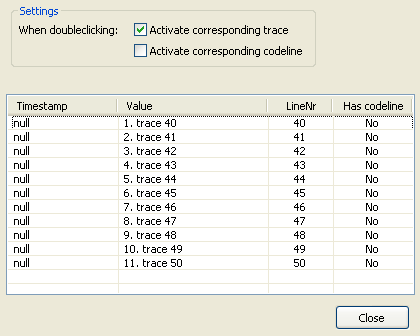 Settings
When doubleclicking: Activate corresponding trace
Activate corresponding codeline
Timestamp Value LineNr Has codeline
null 1. trace 40 40 No
null 2. trace 41 41 No
null 3. trace 42 42 No
null 4. trace 43 43 No
null 5. trace 44 44 No
null 6. trace 45 45 No
null 7. trace 46 46 No
null 8. trace 47 47 No
null 9. trace 48 48 No
null 10. trace 49 49 No
null 11. trace 50 50 No
Close